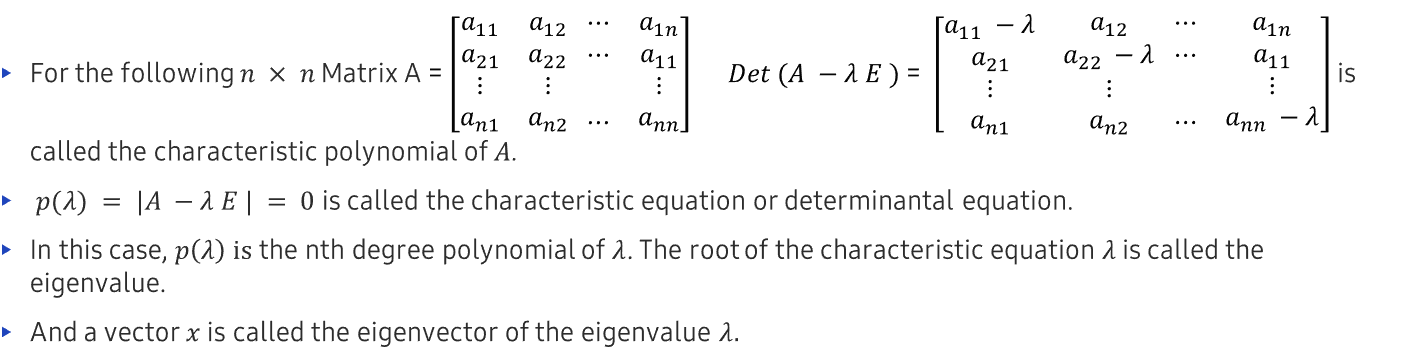 ▸ For the following n × n Matrix A = [a₁₁ a₁₂ ⋯ a₁ₙ; a₂₁ a₂₂ ⋯ a₁₁; ⋮ ⋮ ⋮; aₙ₁ aₙ₂ … aₙₙ] Det (A − λ E ) = [a₁₁ − λ a₁₂ ⋯ a₁ₙ; a₂₁ a₂₂ − λ ⋯ a₁₁; ⋮ ⋮ ⋮; aₙ₁ aₙ₂ ⋯ aₙₙ − λ] is
called the characteristic polynomial of A.
▸ p(λ) = |A − λ E | = 0 is called the characteristic equation or determinantal equation.
▸ In this case, p(λ) is the nth degree polynomial of λ. The root of the characteristic equation λ is called the
eigenvalue.
▸ And a vector x is called the eigenvector of the eigenvalue λ.